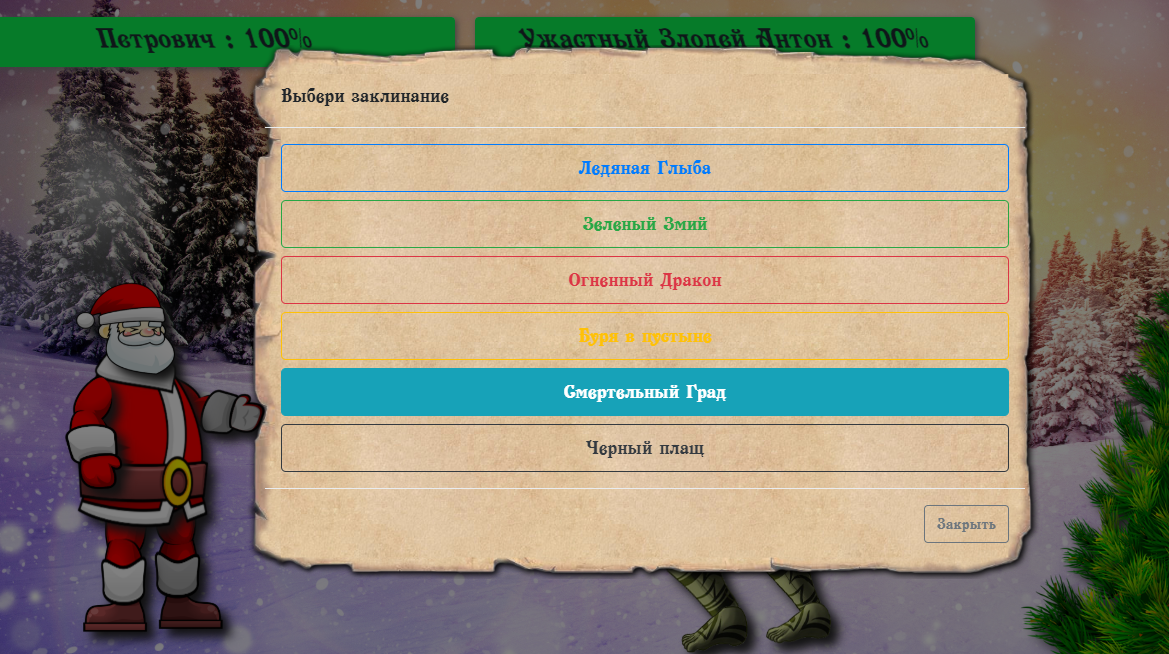 Петрович : 100%
Ужастный Злодей Антон : 100%
Выбери заклинание
Ледяная Глыба
Зеленый Змий
Огненный Дракон
Буря в пустыне
Смертельный Град
Черный плащ
Закрыть